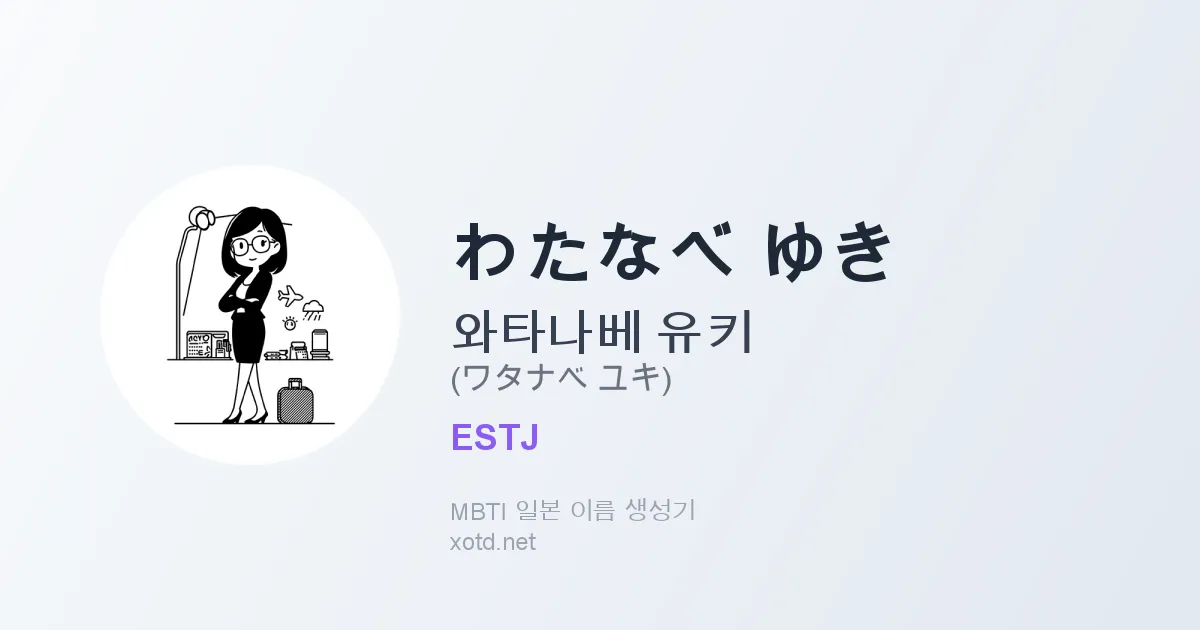 わたなべ ゆき
와타나베 유키
(ワタナベ ユキ)
ESTJ
MBTI 일본 이름 생성기
xotd.net